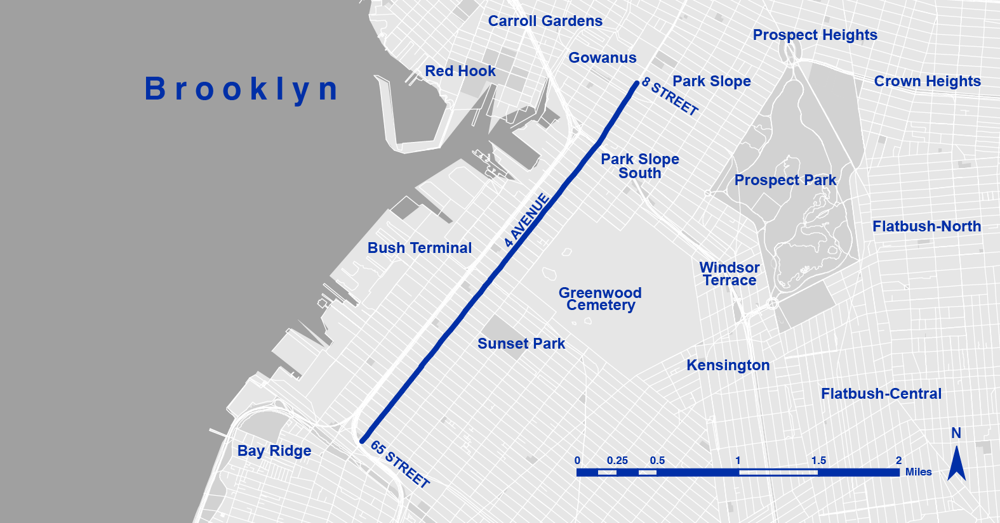 Carroll Gardens
Prospect Heights
Gowanus
Red Hook
Brooklyn
8 STREET
Park Slope
Crown Heights
Park Slope
South
Prospect Park
4 AVENUE
Flatbush-North
Bush Terminal
Windsor
Terrace
Greenwood
Cemetery
Sunset Park
Kensington
Flatbush-Central
N
65 STREET
Bay Ridge
0 0.25 0.5 1 1.5 2
Miles